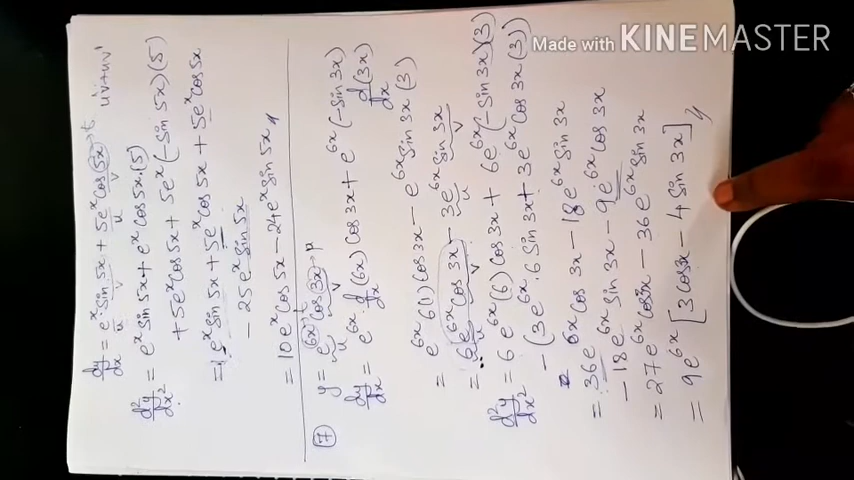 Made with KINEMASTER
dy/dx = e^x sin 5x + 5e^x cos 5x → t u'v+uv'
u v u v
d²y/dx² = e^x sin 5x + e^x cos 5x.(5)
+ 5e^x cos 5x + 5e^x (-sin 5x)(5)
= 1e^x sin 5x + 5e^x cos 5x + 5e^x cos 5x
- 25e^x sin 5x
= 10e^x cos 5x - 24e^x sin 5x //
7 y = e^6x cos 3x → p
u v
dy/dx = e^6x d/dx (6x) cos 3x + e^6x (-sin 3x) d/dx (3x)
= e^6x 6(1) cos 3x - e^6x sin 3x (3)
= 6e^6x cos 3x - 3e^6x sin 3x
u v u v
d²y/dx² = 6 e^6x (6) cos 3x + 6e^6x (-sin 3x)(3)
- (3e^6x . 6 sin 3x + 3e^6x cos 3x (3))
= 36e^6x cos 3x - 18e^6x sin 3x
- 18e^6x sin 3x - 9e^6x cos 3x
= 27e^6x cos3x - 36e^6x sin 3x
= 9e^6x [3 cos3x - 4 sin 3x] //